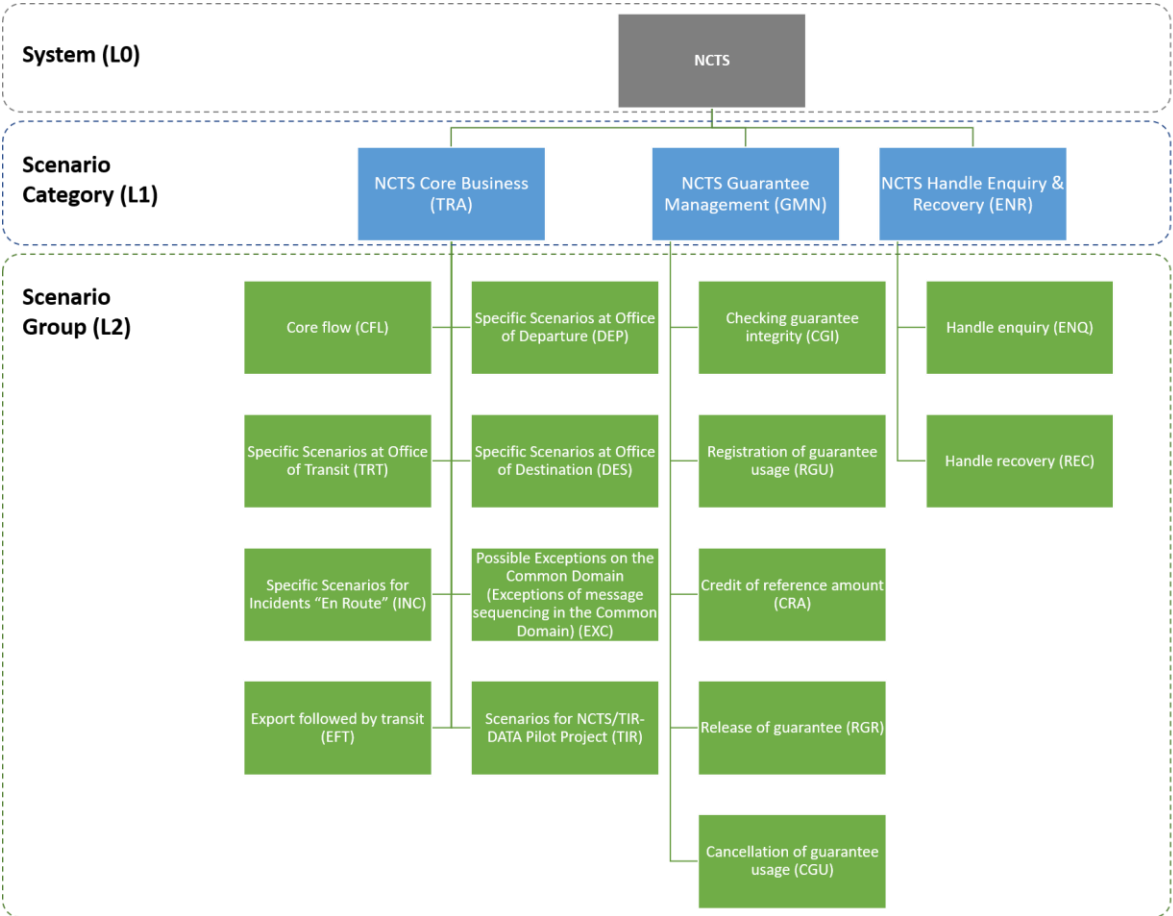 System (L0)
NCTS
Scenario
Category (L1)
NCTS Core Business
(TRA)
NCTS Guarantee
Management (GMN)
NCTS Handle Enquiry &
Recovery (ENR)
Scenario
Group (L2)
Core flow (CFL)
Specific Scenarios at Office
of Departure (DEP)
Checking guarantee
integrity (CGI)
Handle enquiry (ENQ)
Specific Scenarios at Office
of Transit (TRT)
Specific Scenarios at Office
of Destination (DES)
Registration of guarantee
usage (RGU)
Handle recovery (REC)
Specific Scenarios for
Incidents “En Route” (INC)
Possible Exceptions on the
Common Domain
(Exceptions of message
sequencing in the Common
Domain) (EXC)
Credit of reference amount
(CRA)
Export followed by transit
(EFT)
Scenarios for NCTS/TIR-
DATA Pilot Project (TIR)
Release of guarantee (RGR)
Cancellation of guarantee
usage (CGU)